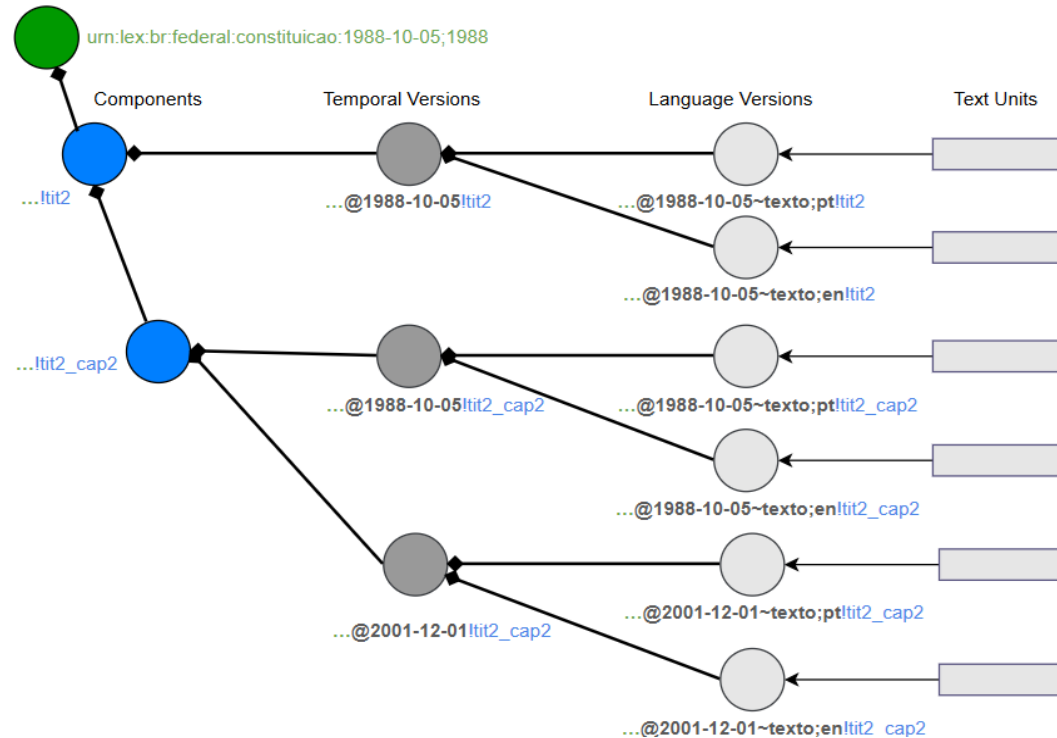 urn:lex:br:federal:constituicao:1988-10-05;1988
Components
Temporal Versions
Language Versions
Text Units
...!tit2
...@1988-10-05!tit2
...@1988-10-05~texto;pt!tit2
...@1988-10-05~texto;en!tit2
...!tit2_cap2
...@1988-10-05!tit2_cap2
...@1988-10-05~texto;pt!tit2_cap2
...@1988-10-05~texto;en!tit2_cap2
...@2001-12-01!tit2_cap2
...@2001-12-01~texto;pt!tit2_cap2
...@2001-12-01~texto;en!tit2_cap2